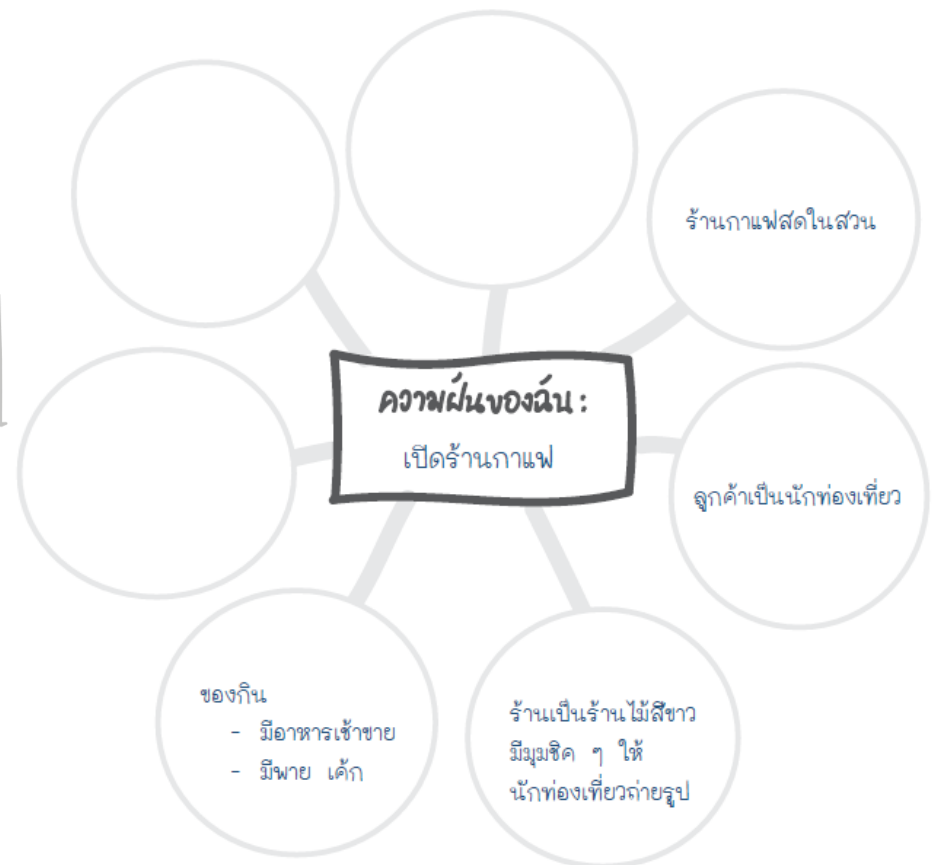 ความฝันของฉัน :
เปิดร้านกาแฟ
ร้านกาแฟสดในสวน
ลูกค้าเป็นนักท่องเที่ยว
ร้านเป็นร้านไม้สีขาว
มีมุมชิค ๆ ให้
นักท่องเที่ยวถ่ายรูป
ของกิน
- มีอาหารเช้าขาย
- มีพาย เค้ก